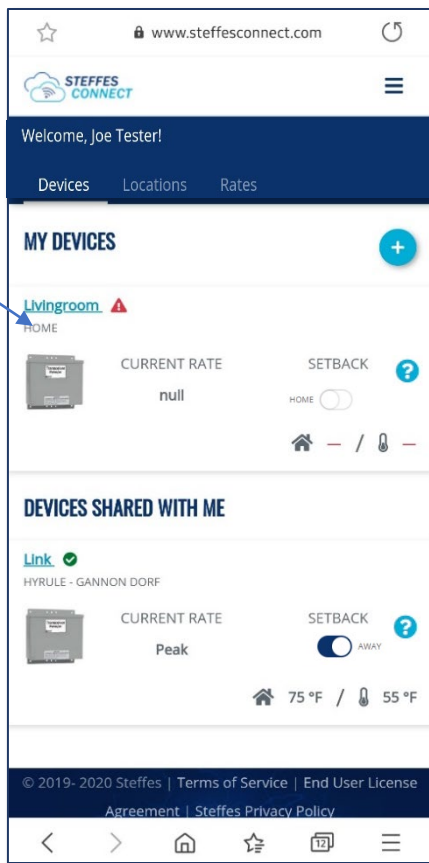 www.steffesconnect.com
STEFFES
CONNECT
Welcome, Joe Tester!
Devices Locations Rates
MY DEVICES
+
Livingroom
HOME
CURRENT RATE SETBACK ?
null HOME
– / –
DEVICES SHARED WITH ME
Link
HYRULE - GANNON DORF
CURRENT RATE SETBACK ?
Peak AWAY
75 °F / 55 °F
© 2019- 2020 Steffes | Terms of Service | End User License
Agreement | Steffes Privacy Policy
12